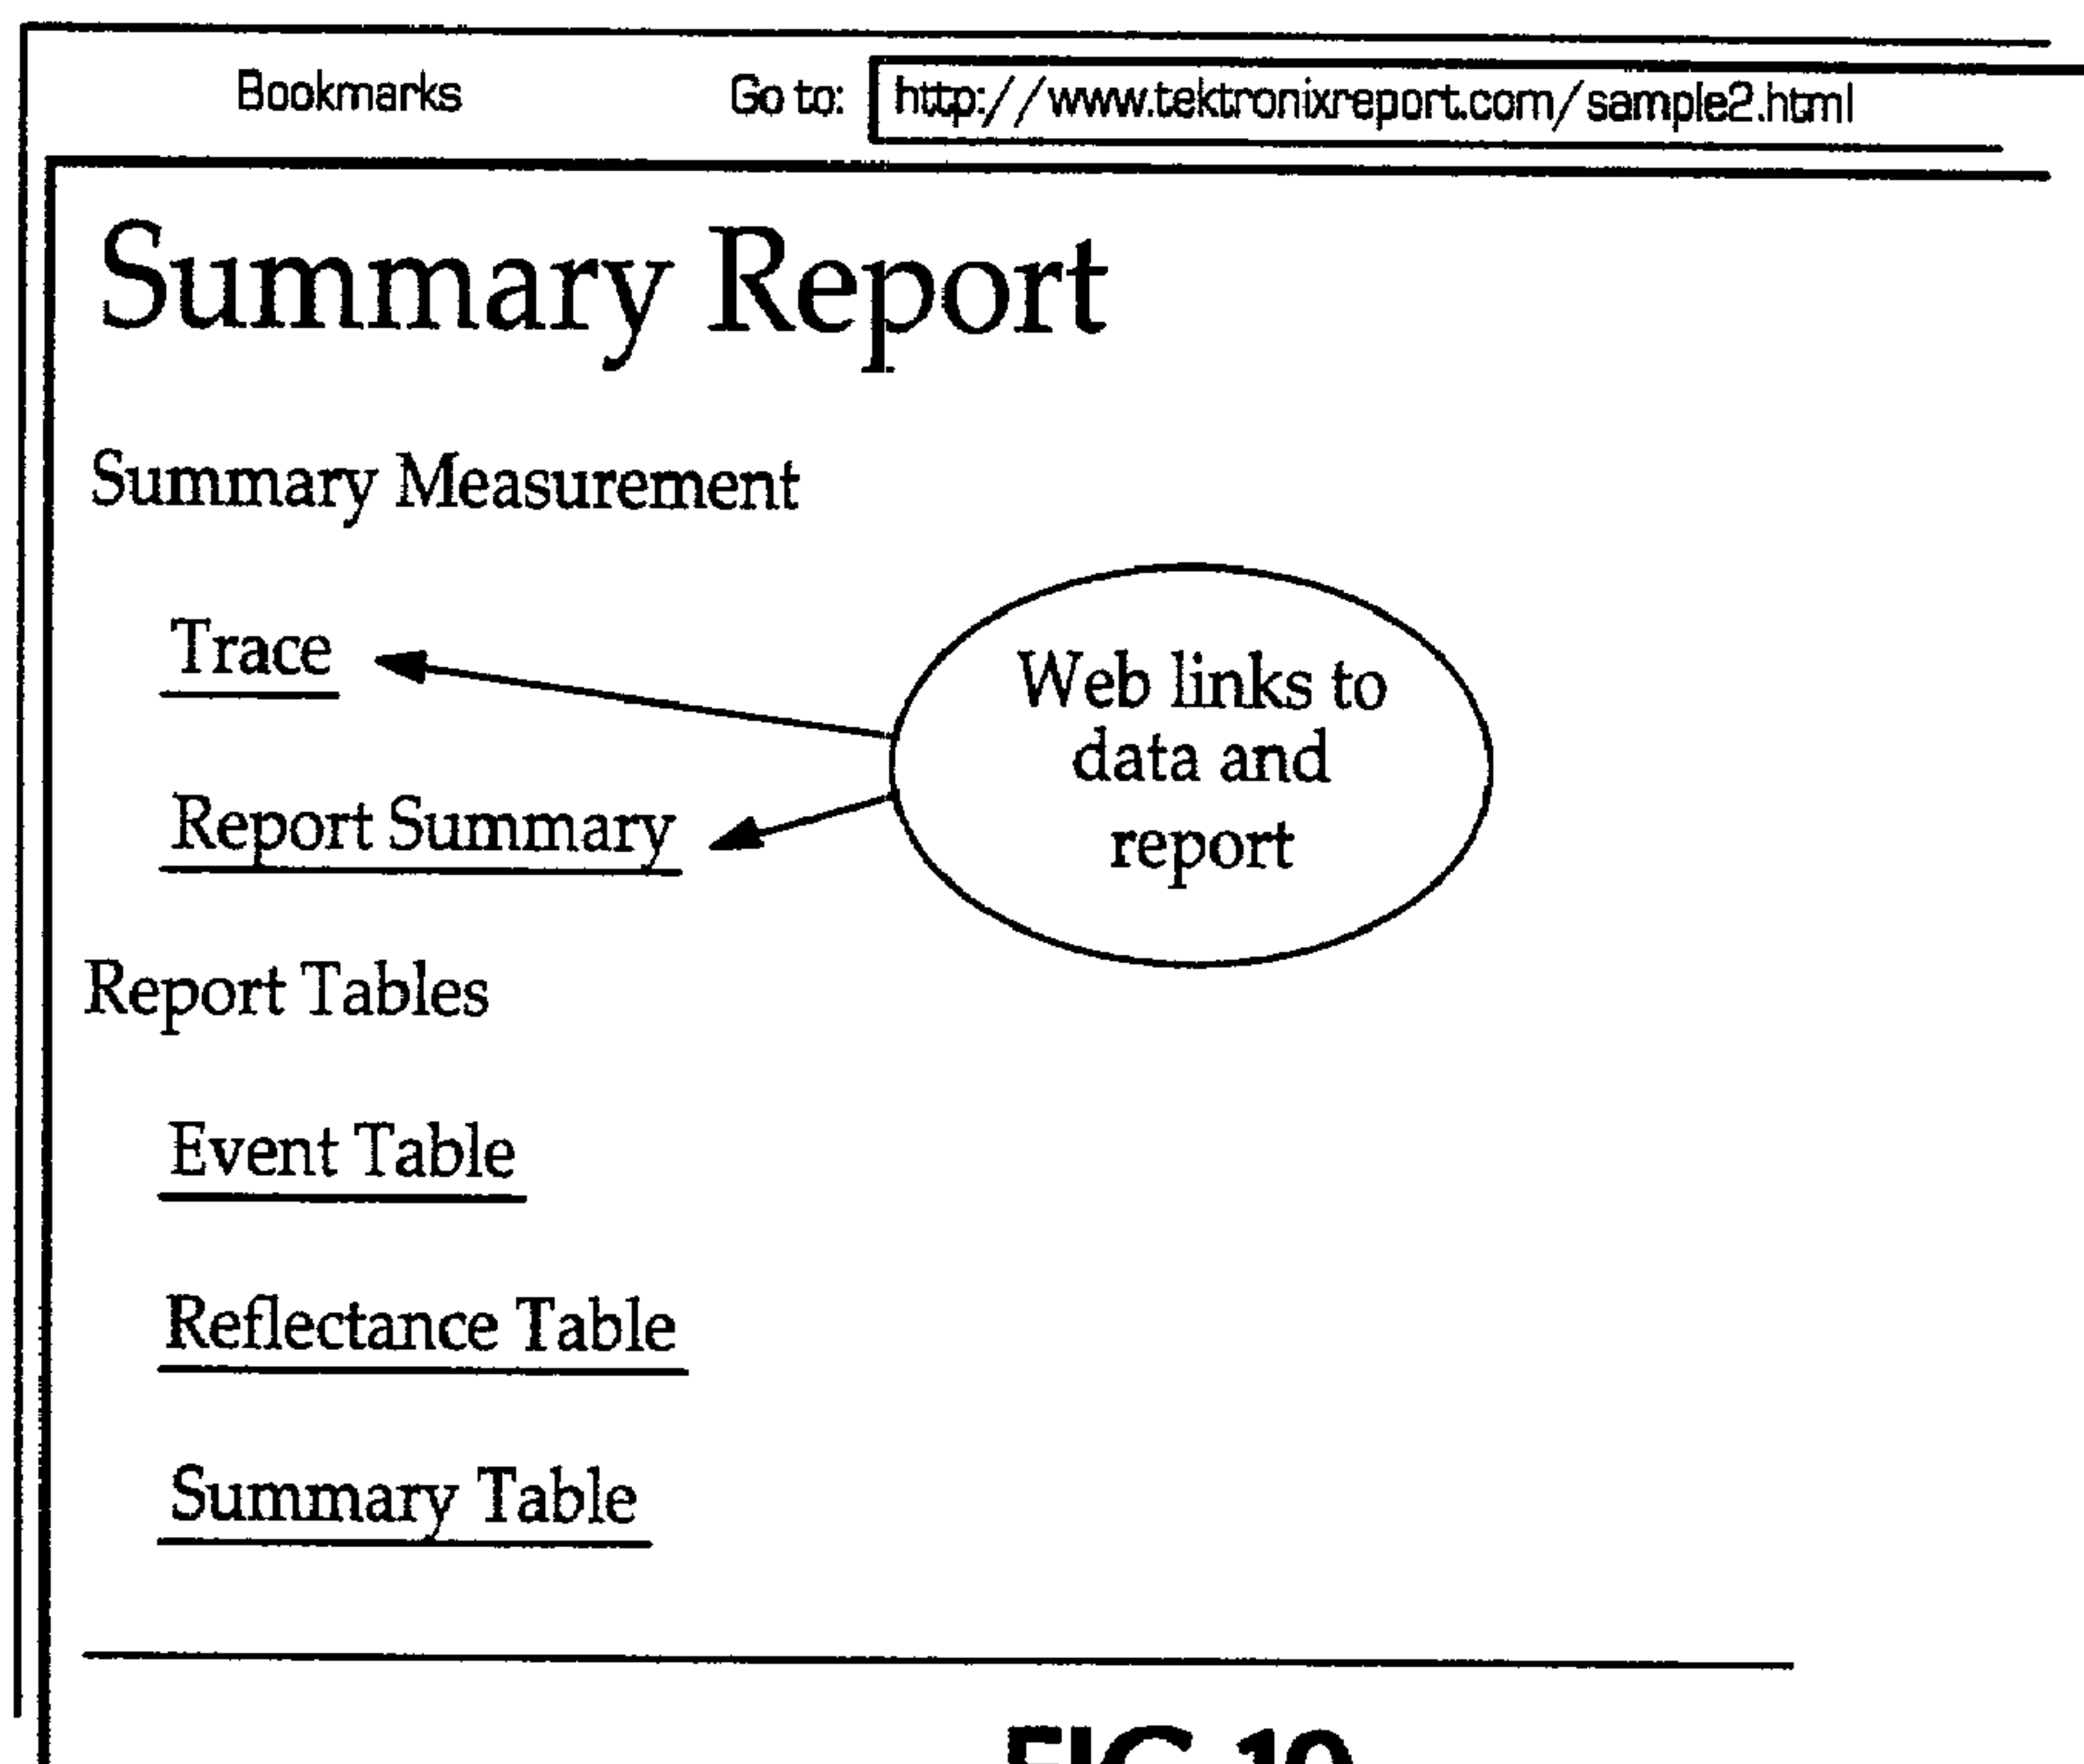 Bookmarks Go to: http://www.tektronixreport.com/sample2.html
Summary Report
Summary Measurement
Trace
Web links to
data and
report
Report Summary
Report Tables
Event Table
Reflectance Table
Summary Table